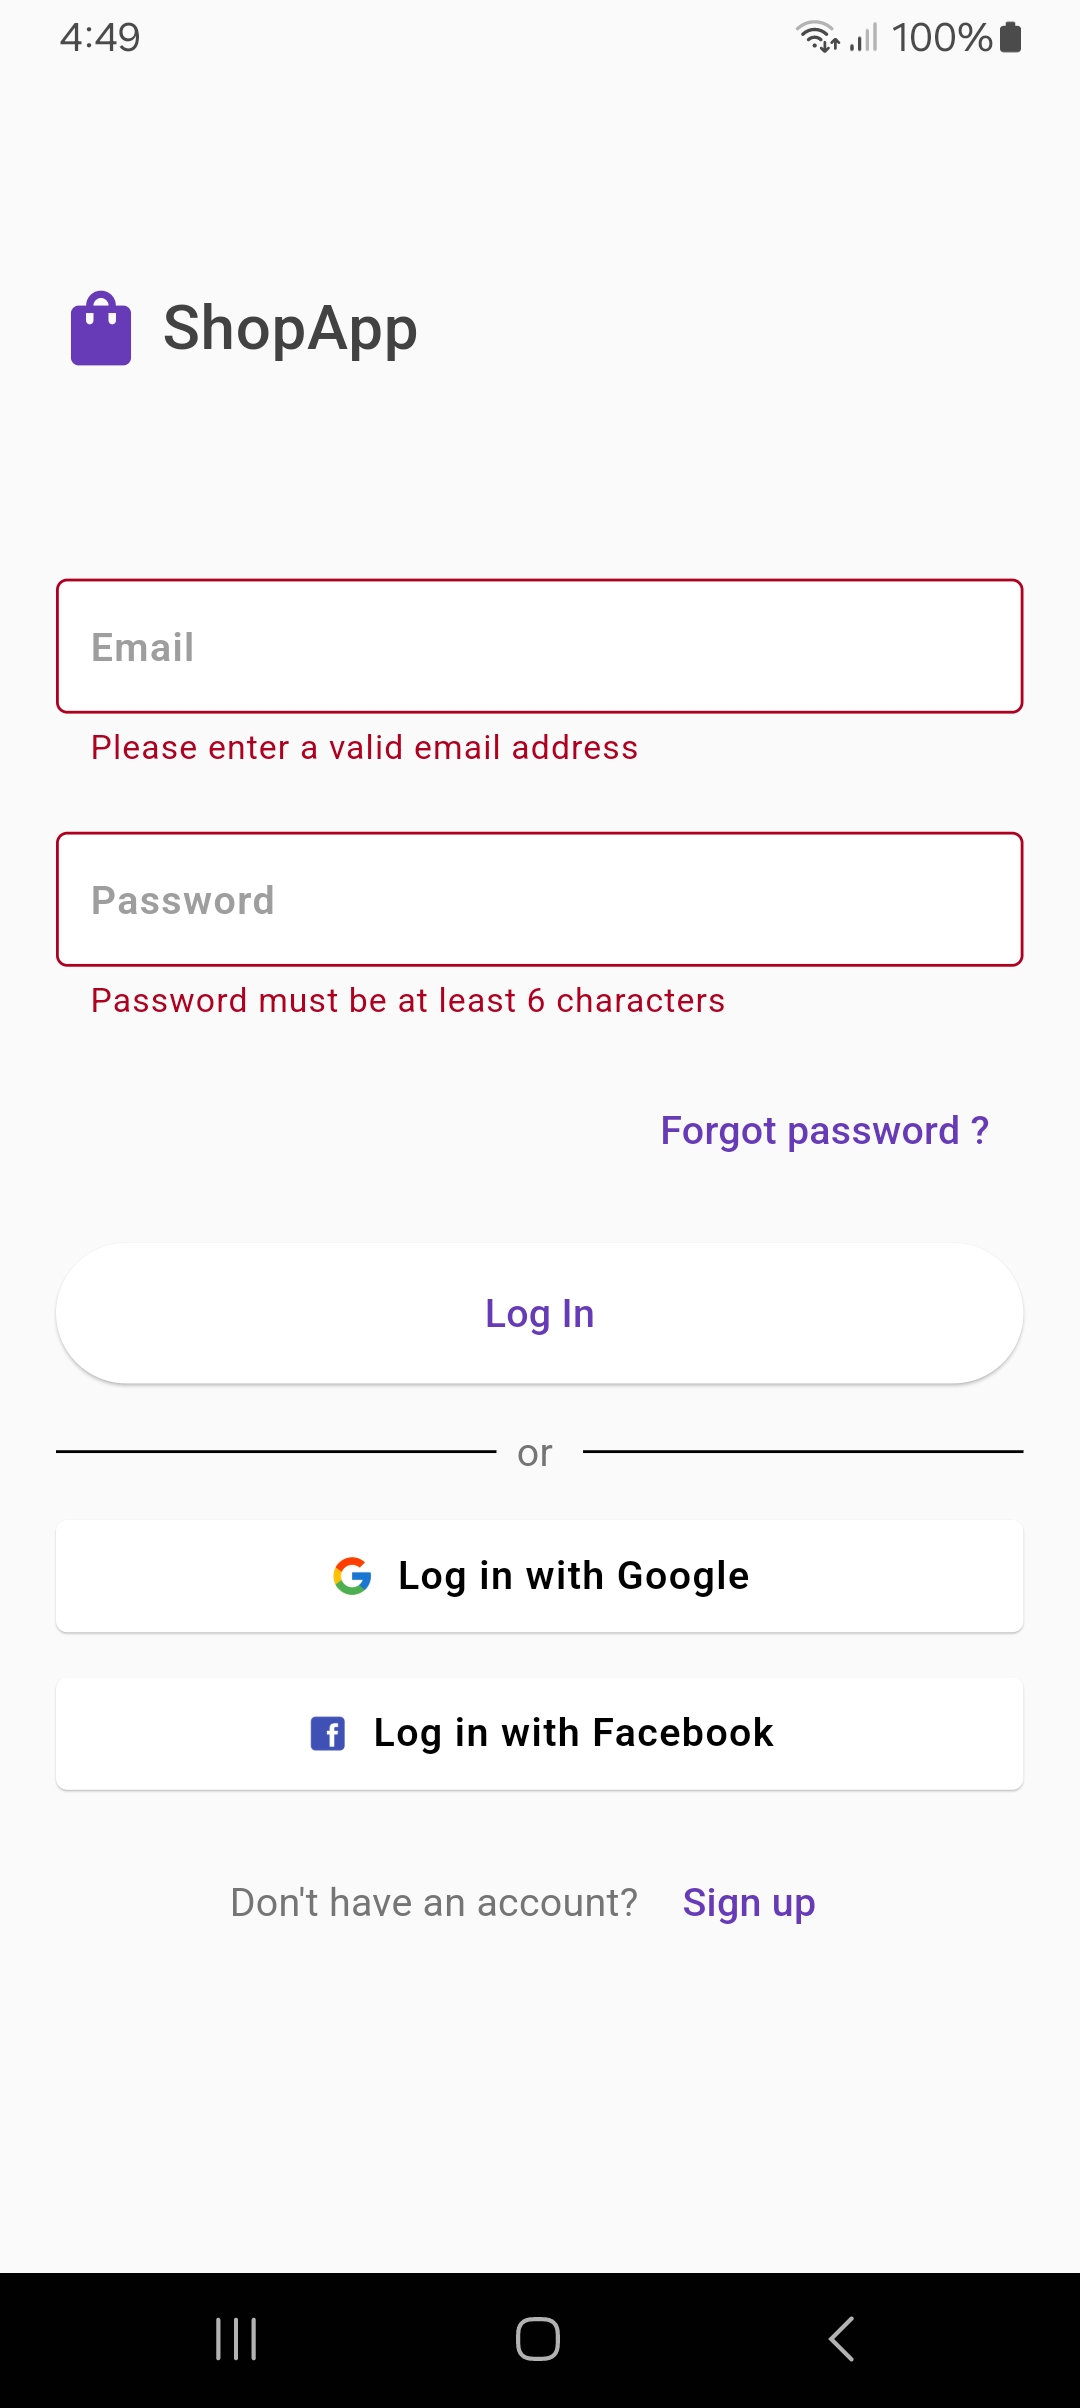 4:49 100%
ShopApp
Email
Please enter a valid email address
Password
Password must be at least 6 characters
Forgot password ?
Log In
or
Log in with Google
Log in with Facebook
Don't have an account? Sign up